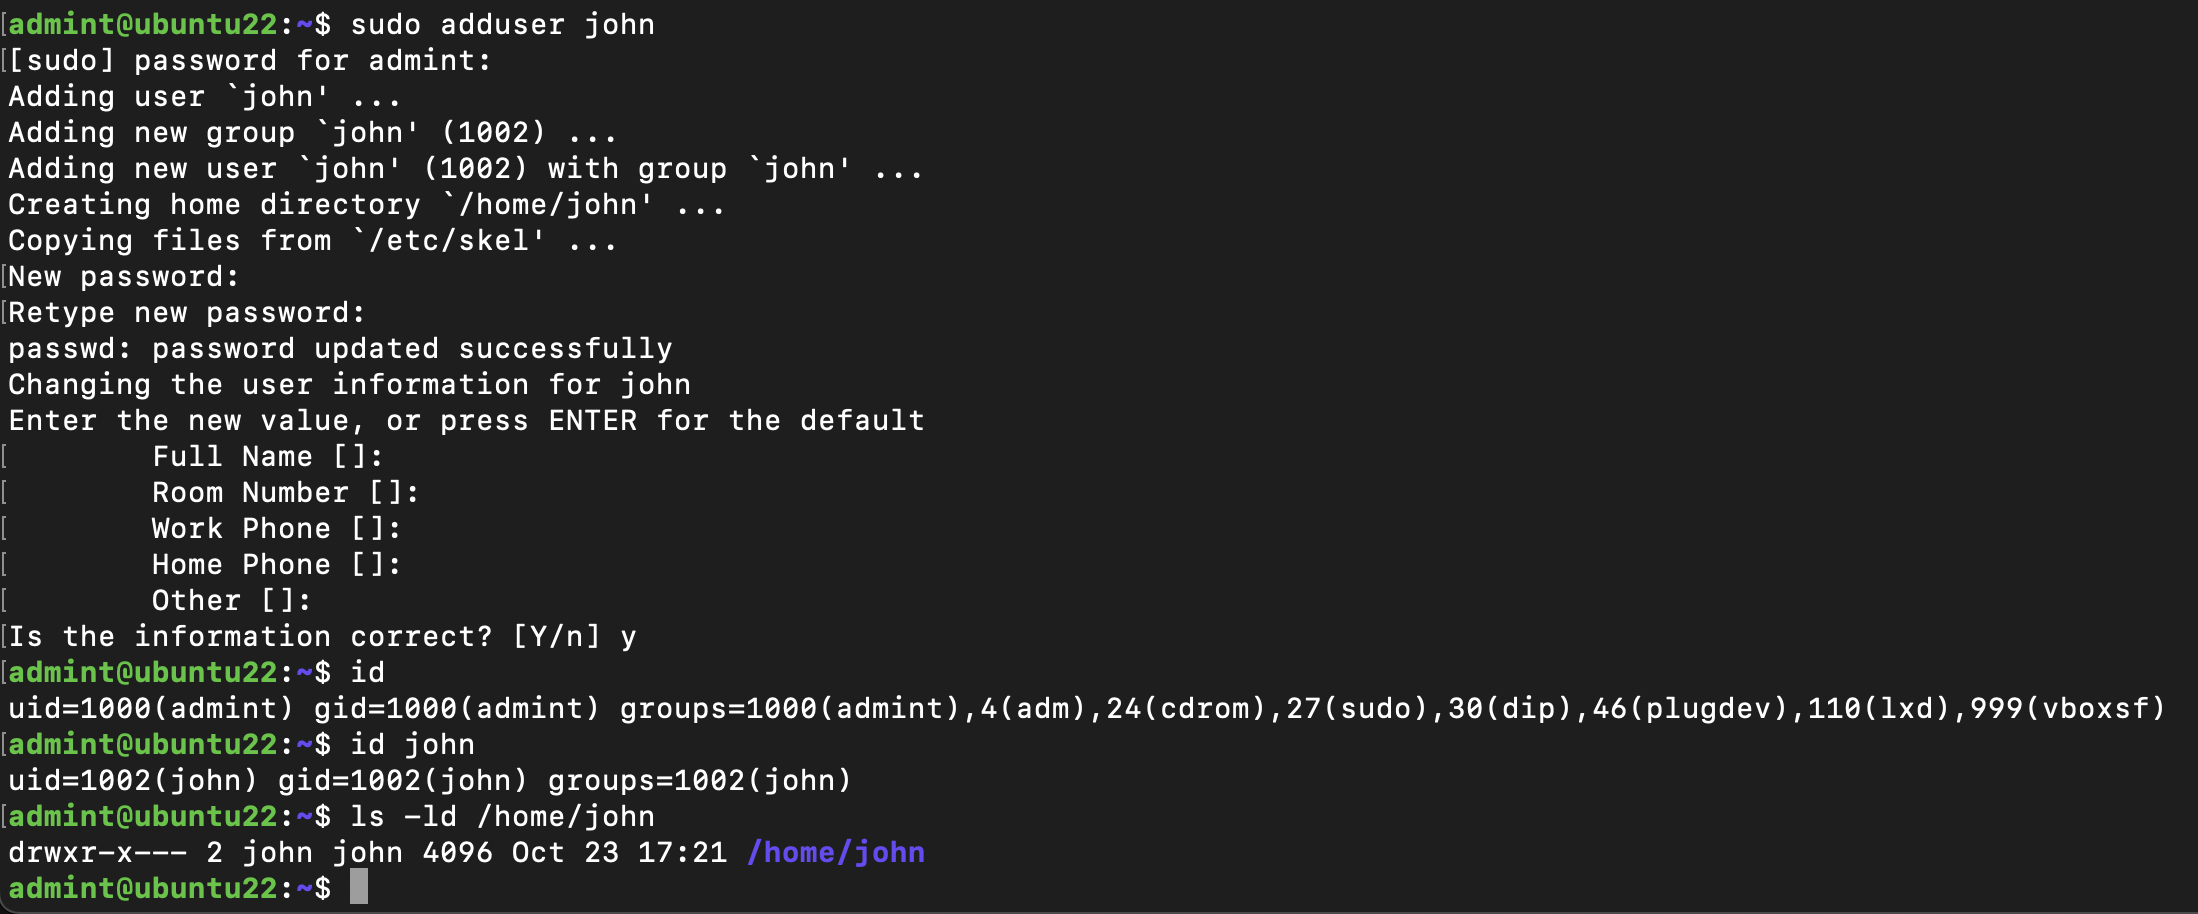 admint@ubuntu22:~$ sudo adduser john
[sudo] password for admint:
Adding user `john' ...
Adding new group `john' (1002) ...
Adding new user `john' (1002) with group `john' ...
Creating home directory `/home/john' ...
Copying files from `/etc/skel' ...
New password:
Retype new password:
passwd: password updated successfully
Changing the user information for john
Enter the new value, or press ENTER for the default
        Full Name []:
        Room Number []:
        Work Phone []:
        Home Phone []:
        Other []:
Is the information correct? [Y/n] y
admint@ubuntu22:~$ id
uid=1000(admint) gid=1000(admint) groups=1000(admint),4(adm),24(cdrom),27(sudo),30(dip),46(plugdev),110(lxd),999(vboxsf)
admint@ubuntu22:~$ id john
uid=1002(john) gid=1002(john) groups=1002(john)
admint@ubuntu22:~$ ls -ld /home/john
drwxr-x--- 2 john john 4096 Oct 23 17:21 /home/john
admint@ubuntu22:~$